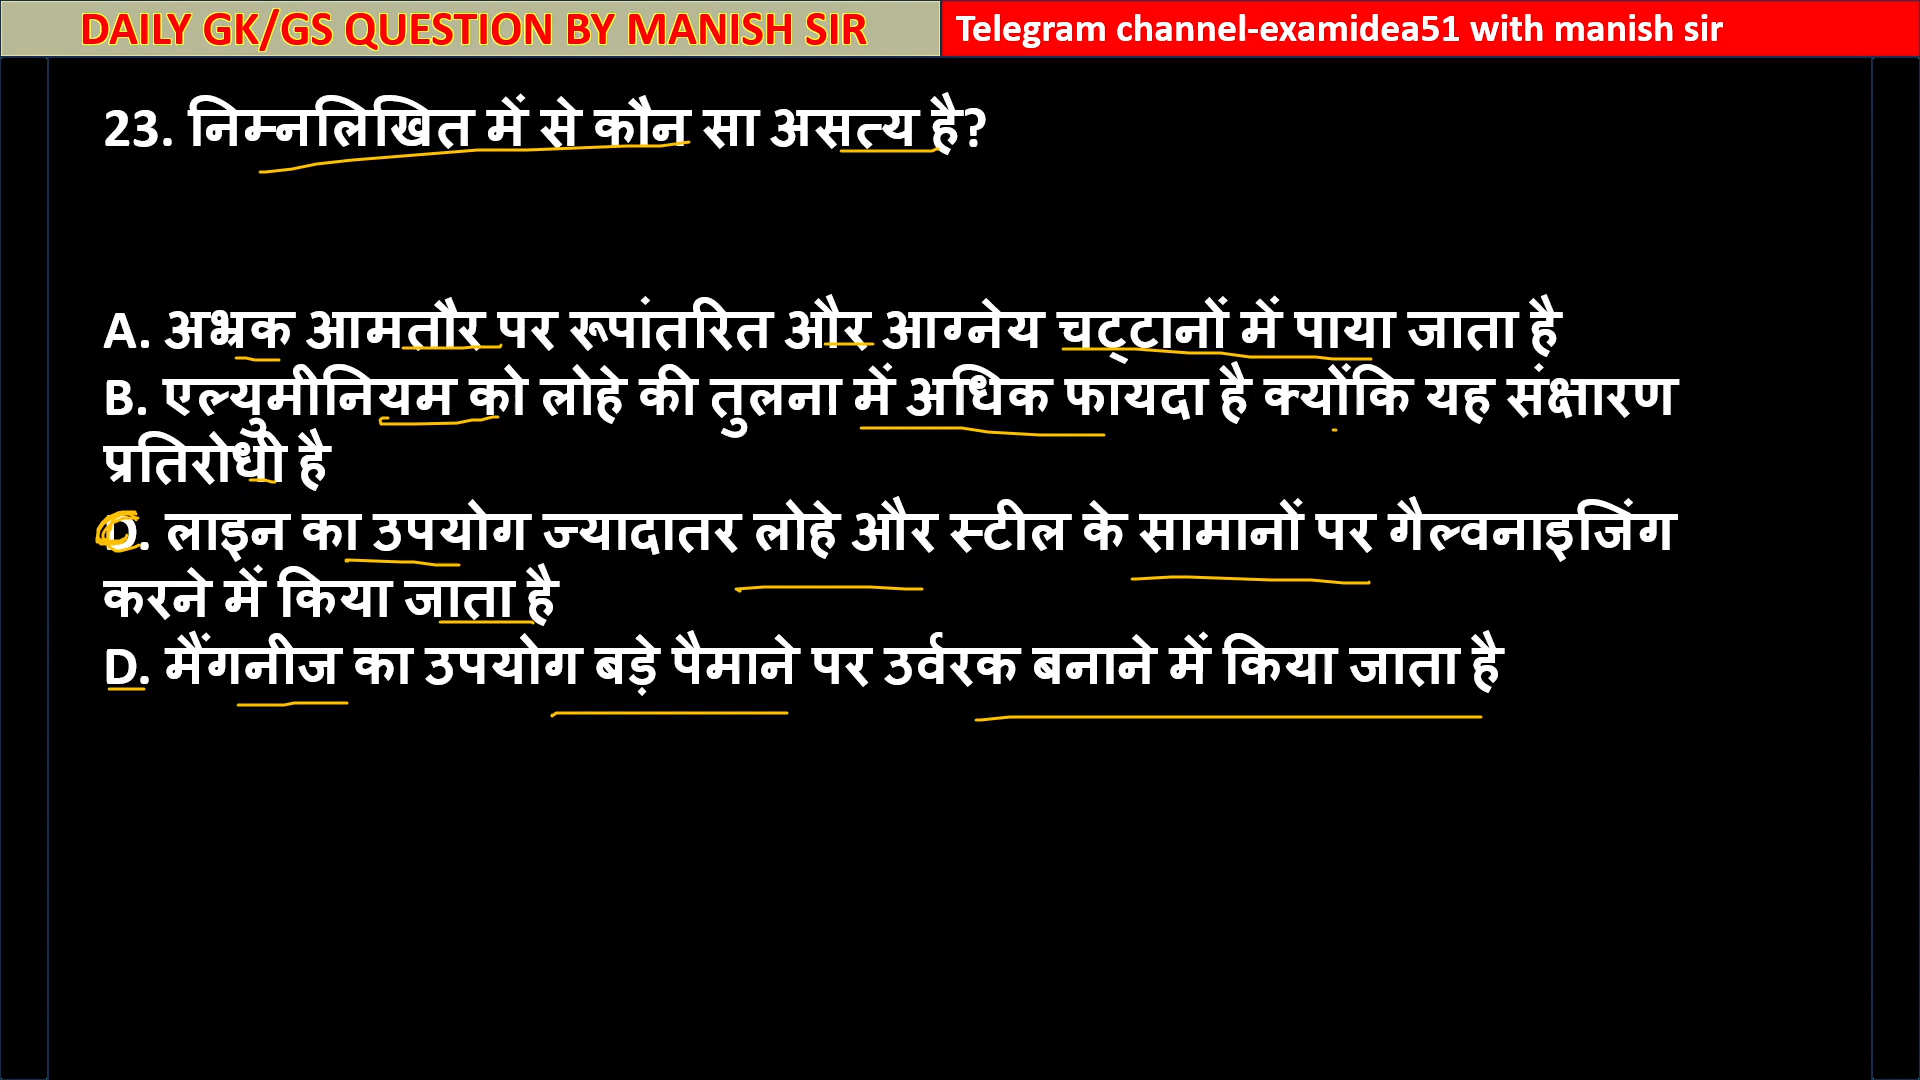 DAILY GK/GS QUESTION BY MANISH SIR
Telegram channel-examidea51 with manish sir
23. निम्नलिखित में से कौन सा असत्य है?
A. अभ्रक आमतौर पर रूपांतरित और आग्नेय चट्टानों में पाया जाता है
B. एल्युमीनियम को लोहे की तुलना में अधिक फायदा है क्योंकि यह संक्षारण
प्रतिरोधी है
D. लाइन का उपयोग ज्यादातर लोहे और स्टील के सामानों पर गैल्वनाइजिंग
करने में किया जाता है
D. मैंगनीज का उपयोग बड़े पैमाने पर उर्वरक बनाने में किया जाता है